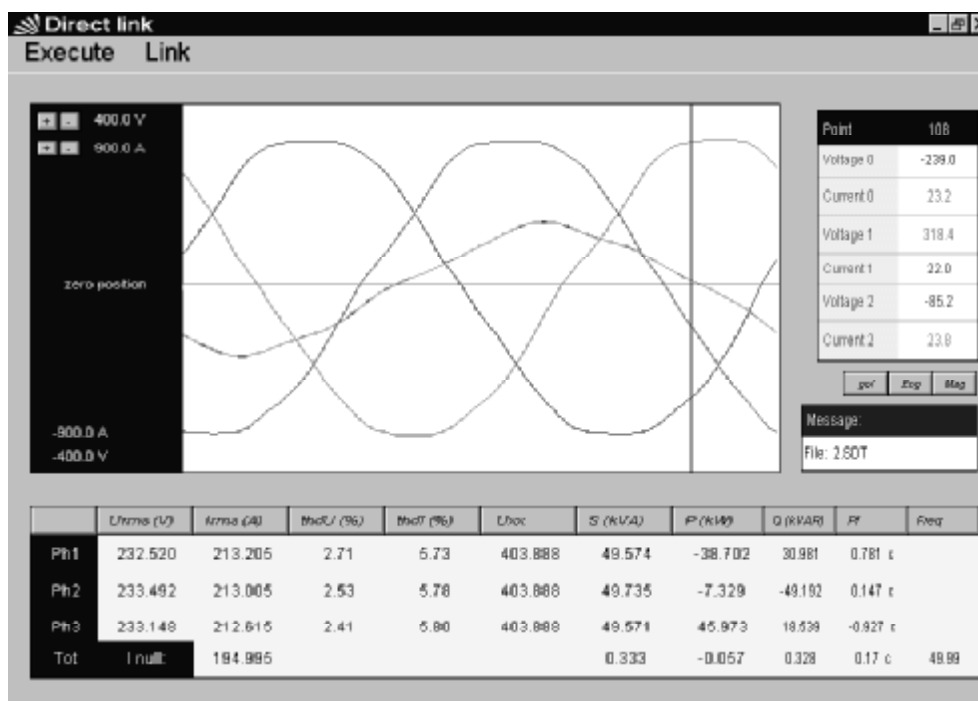 Direct link
Execute Link
+ - 400.0 V
+ - 900.0 A
zero position
-900.0 A
-400.0 V
Point 108
Voltage 0 -239.0
Current 0 23.2
Voltage 1 318.4
Current 1 22.0
Voltage 2 -85.2
Current 2 23.8
Message:
File: 2.SDT
Urms (V) Irms (A) thdU (%) thdI (%) S (kVA) P (kW) Q (kVAR) Pf Freq
Ph1 232.520 213.205 2.71 5.73 403.888 49.574 -38.702 30.981 0.781 c
Ph2 233.492 213.005 2.53 5.78 403.888 49.735 -7.329 -49.192 0.147 c
Ph3 233.148 212.615 2.41 5.80 403.888 49.571 45.973 18.539 -0.927 c
Tot I null: 194.995 0.333 -0.057 0.328 0.17 c 49.99